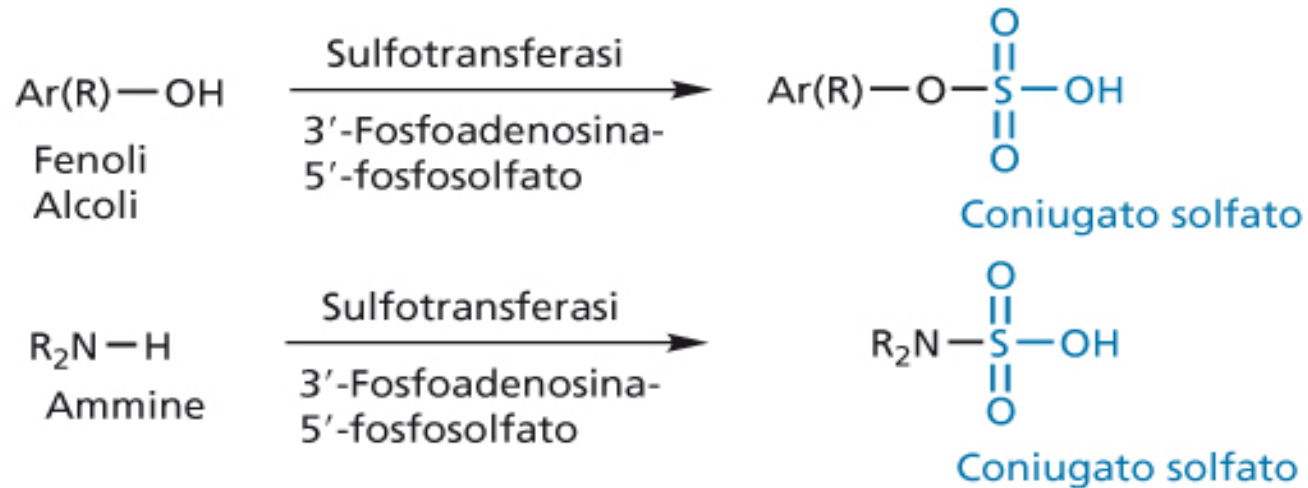 Sulfotransferasi
Ar(R)—OH
3′-Fosfoadenosina-
5′-fosfosolfato
Fenoli
Alcoli
O
Ar(R)—O—S—OH
O
Coniugato solfato
Sulfotransferasi
R₂N—H
3′-Fosfoadenosina-
5′-fosfosolfato
Ammine
O
R₂N—S—OH
O
Coniugato solfato